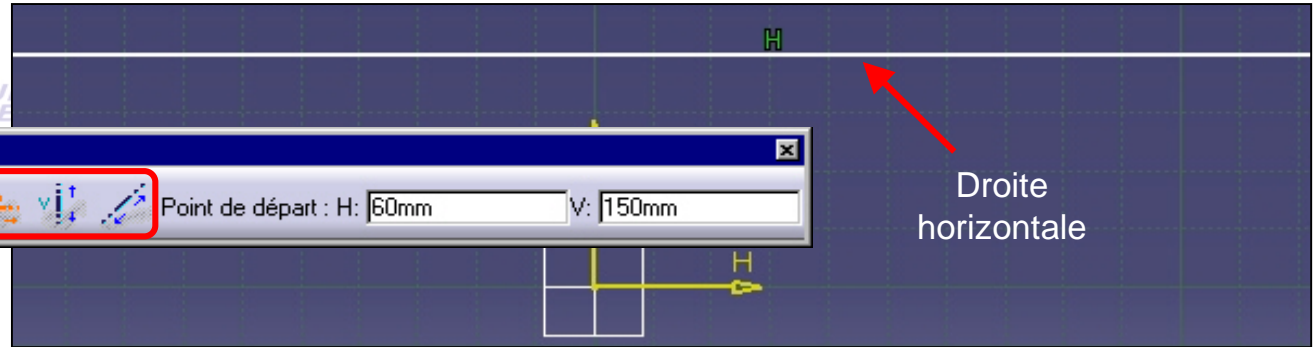 H
Point de départ : H: 60mm V: 150mm
Droite
horizontale
H